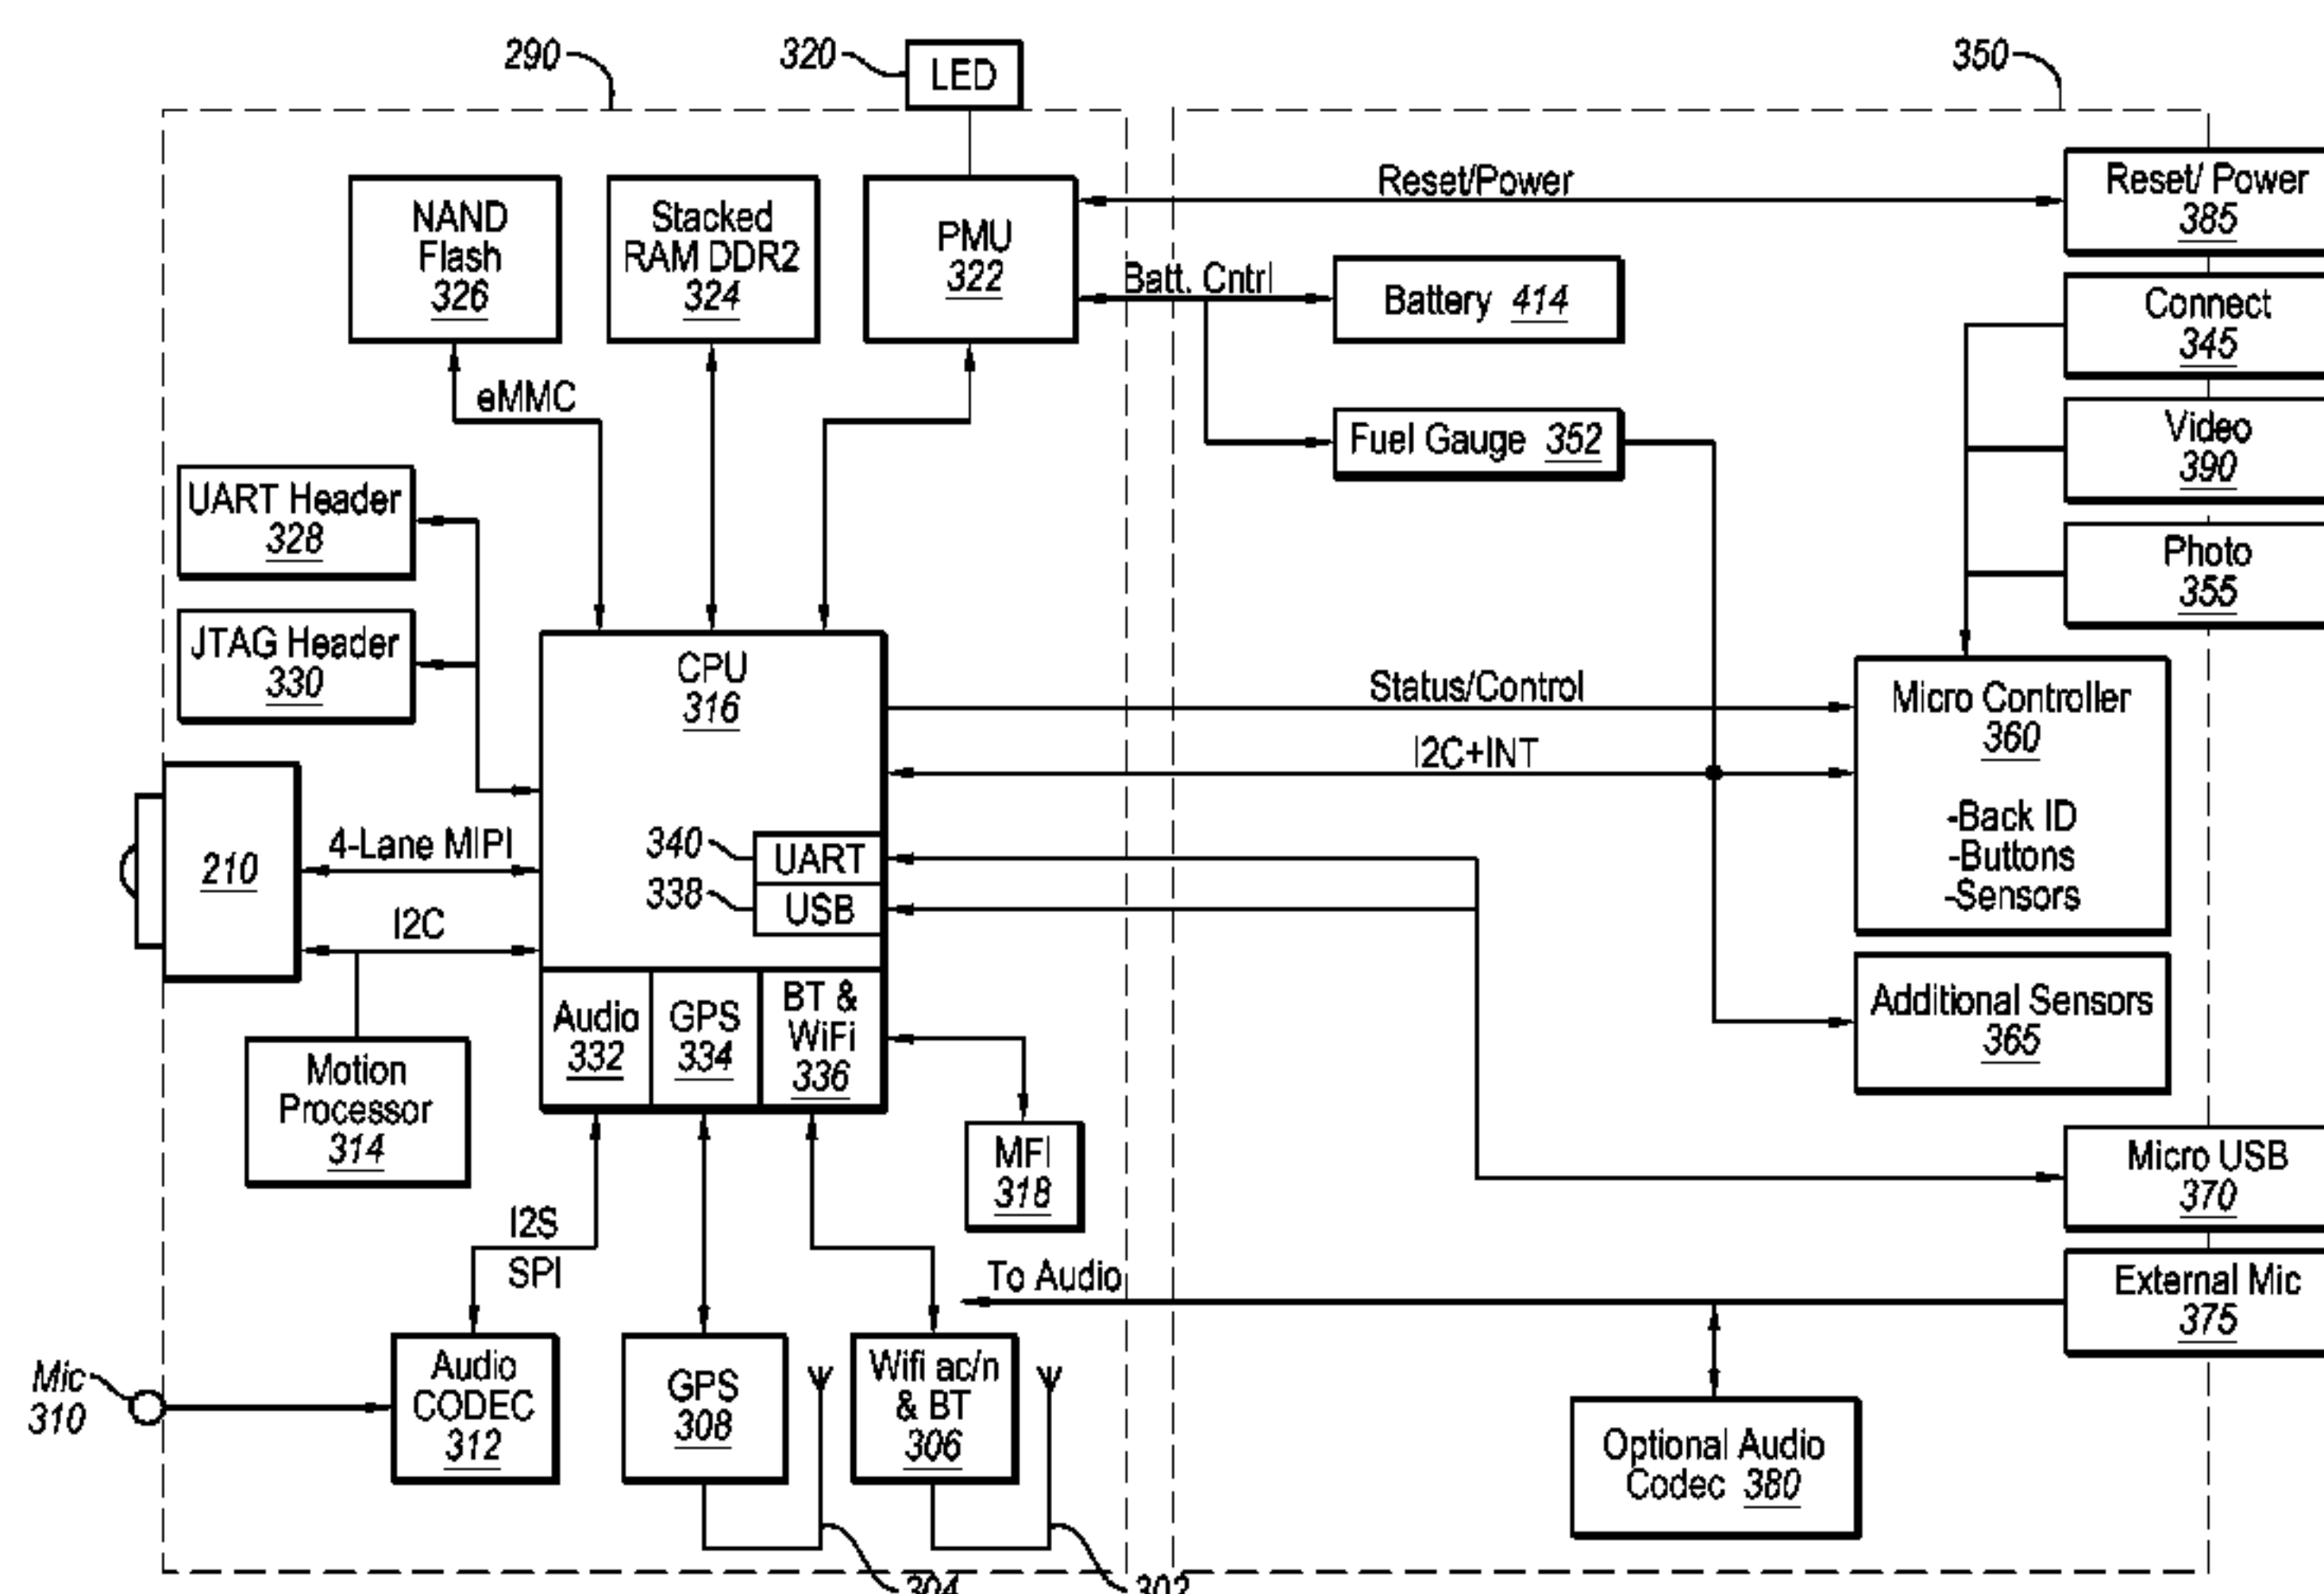 290
320
LED
350
NAND
Flash
326
Stacked
RAM DDR2
324
PMU
322
Reset/Power
Reset/ Power
385
Batt. Cntrl
Battery 414
Connect
345
eMMC
Fuel Gauge 352
Video
390
UART Header
328
Photo
355
JTAG Header
330
CPU
316
Status/Control
I2C+INT
Micro Controller
360
-Back ID
-Buttons
-Sensors
210
4-Lane MIPI
I2C
340
UART
338
USB
Audio
332
GPS
334
BT &
WiFi
336
Additional Sensors
365
Motion
Processor
314
MFI
318
Micro USB
370
I2S
SPI
To Audio
External Mic
375
Mic
310
Audio
CODEC
312
GPS
308
Wifi ac/n
& BT
306
Optional Audio
Codec 380
304
302